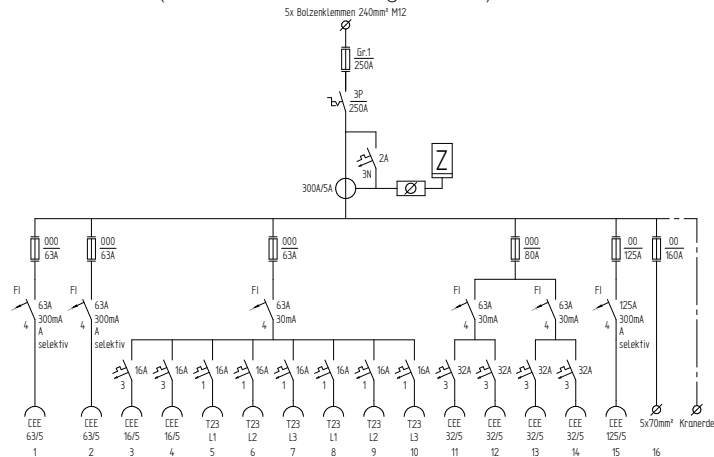 5x Bolzenklemmen 240mm² M12
Gr.1
250A
3P
250A
2A
3N
Z
300A/5A
000 000 000 000 00 00
63A 63A 63A 80A 125A 160A
FI 63A FI 63A FI 63A FI 63A FI 63A FI 125A
300mA 300mA 30mA 30mA 30mA 300mA
4 A 4 A 4 4 4 4 A
selektiv selektiv selektiv
16A 16A 16A 16A 16A 16A 16A 16A 32A 32A 32A 32A
3 3 1 1 1 1 1 1 3 3 3 3
CEE CEE CEE CEE T23 T23 T23 T23 T23 T23 CEE CEE CEE CEE CEE 5x70mm² Kranerde
63/5 63/5 16/5 16/5 L1 L2 L3 L1 L2 L3 32/5 32/5 32/5 32/5 125/5
1 2 3 4 5 6 7 8 9 10 11 12 13 14 15 16